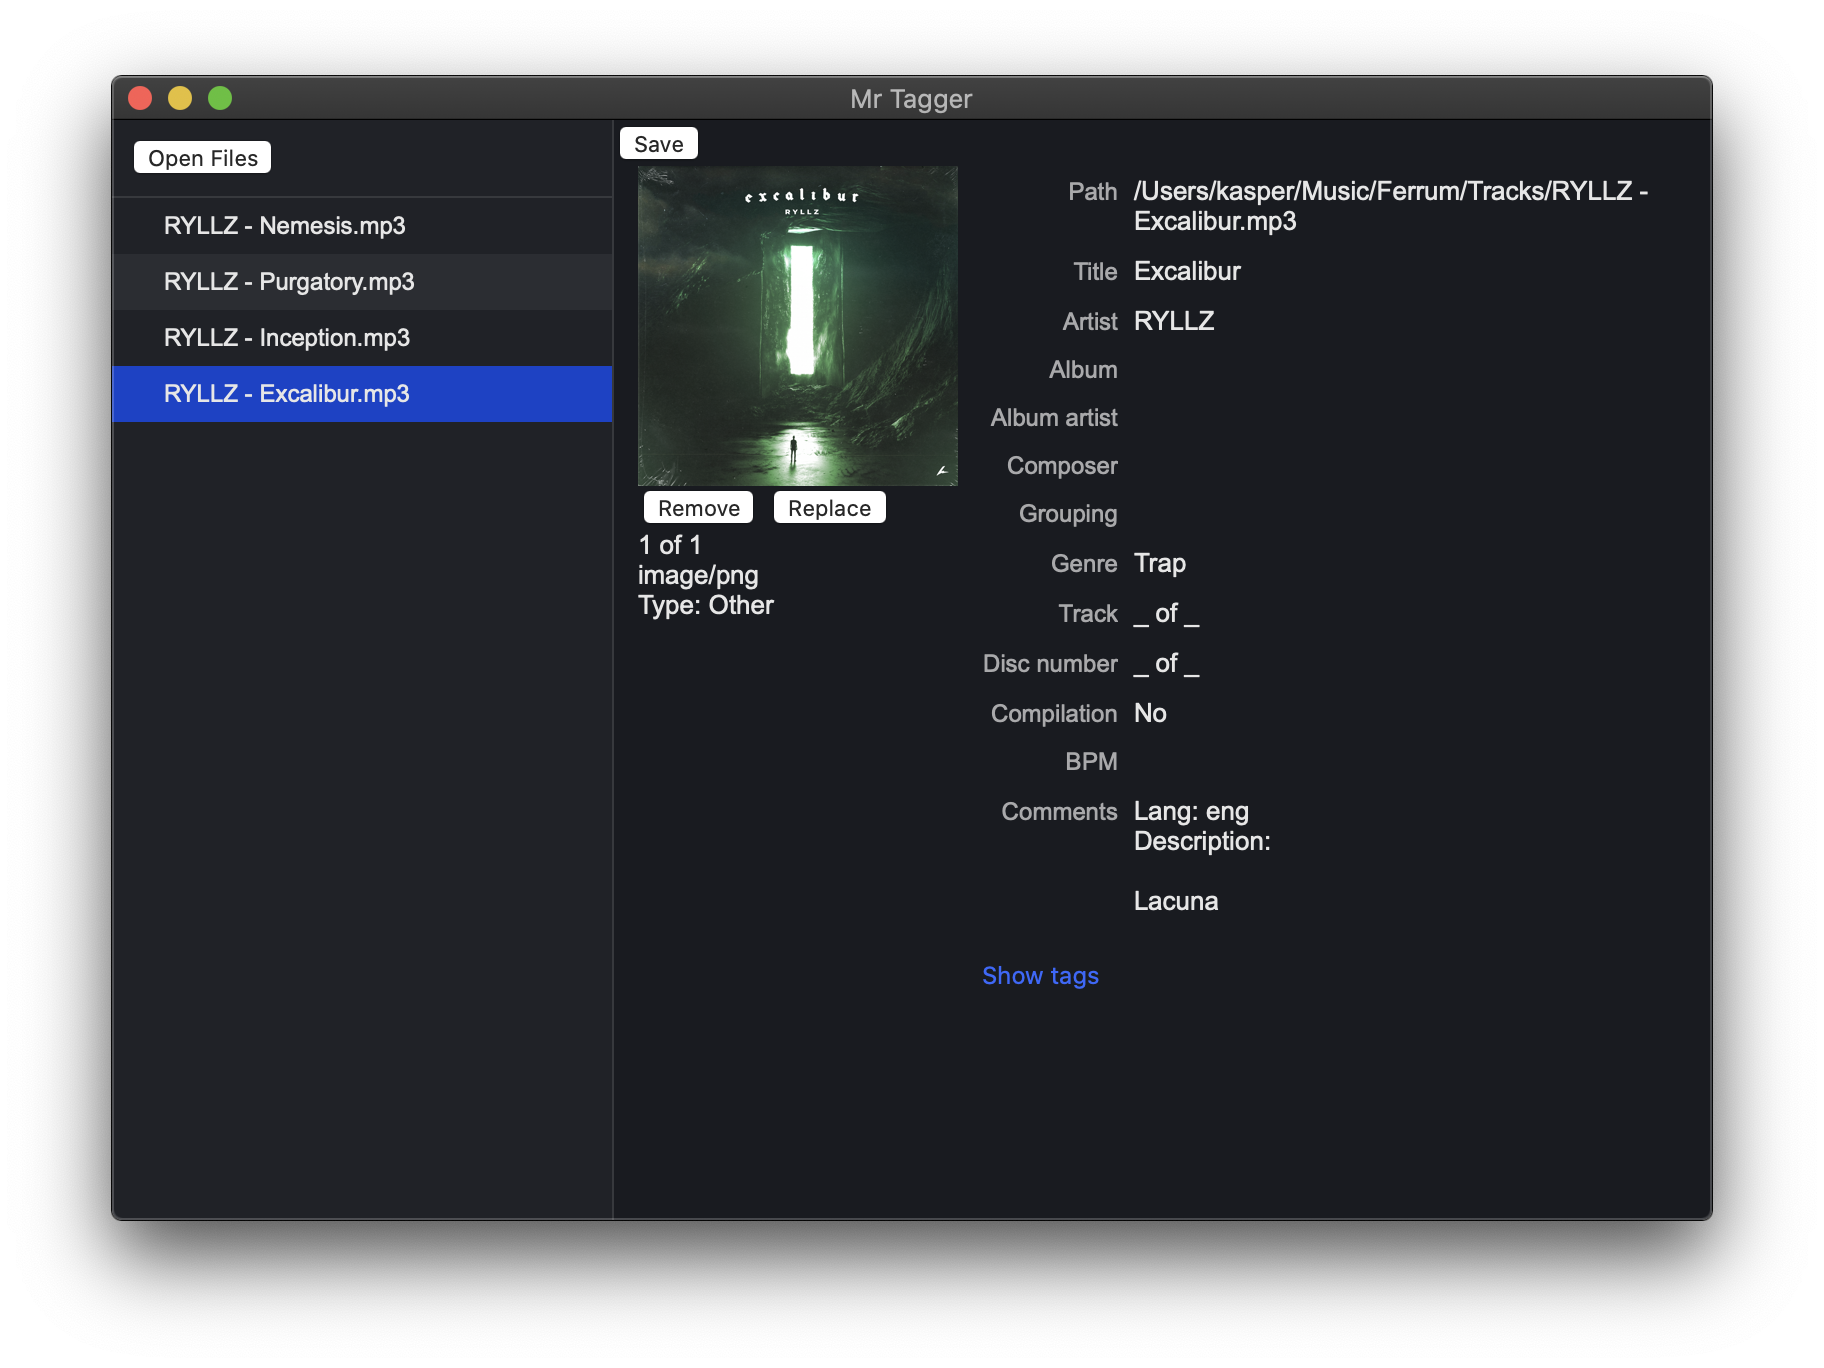 Mr Tagger
Open Files
RYLLZ - Nemesis.mp3
RYLLZ - Purgatory.mp3
RYLLZ - Inception.mp3
RYLLZ - Excalibur.mp3
Save
excalibur
RYLLZ
Remove Replace
1 of 1
image/png
Type: Other
Path /Users/kasper/Music/Ferrum/Tracks/RYLLZ -
Excalibur.mp3
Title Excalibur
Artist RYLLZ
Album
Album artist
Composer
Grouping
Genre Trap
Track _ of _
Disc number _ of _
Compilation No
BPM
Comments Lang: eng
Description:
Lacuna
Show tags